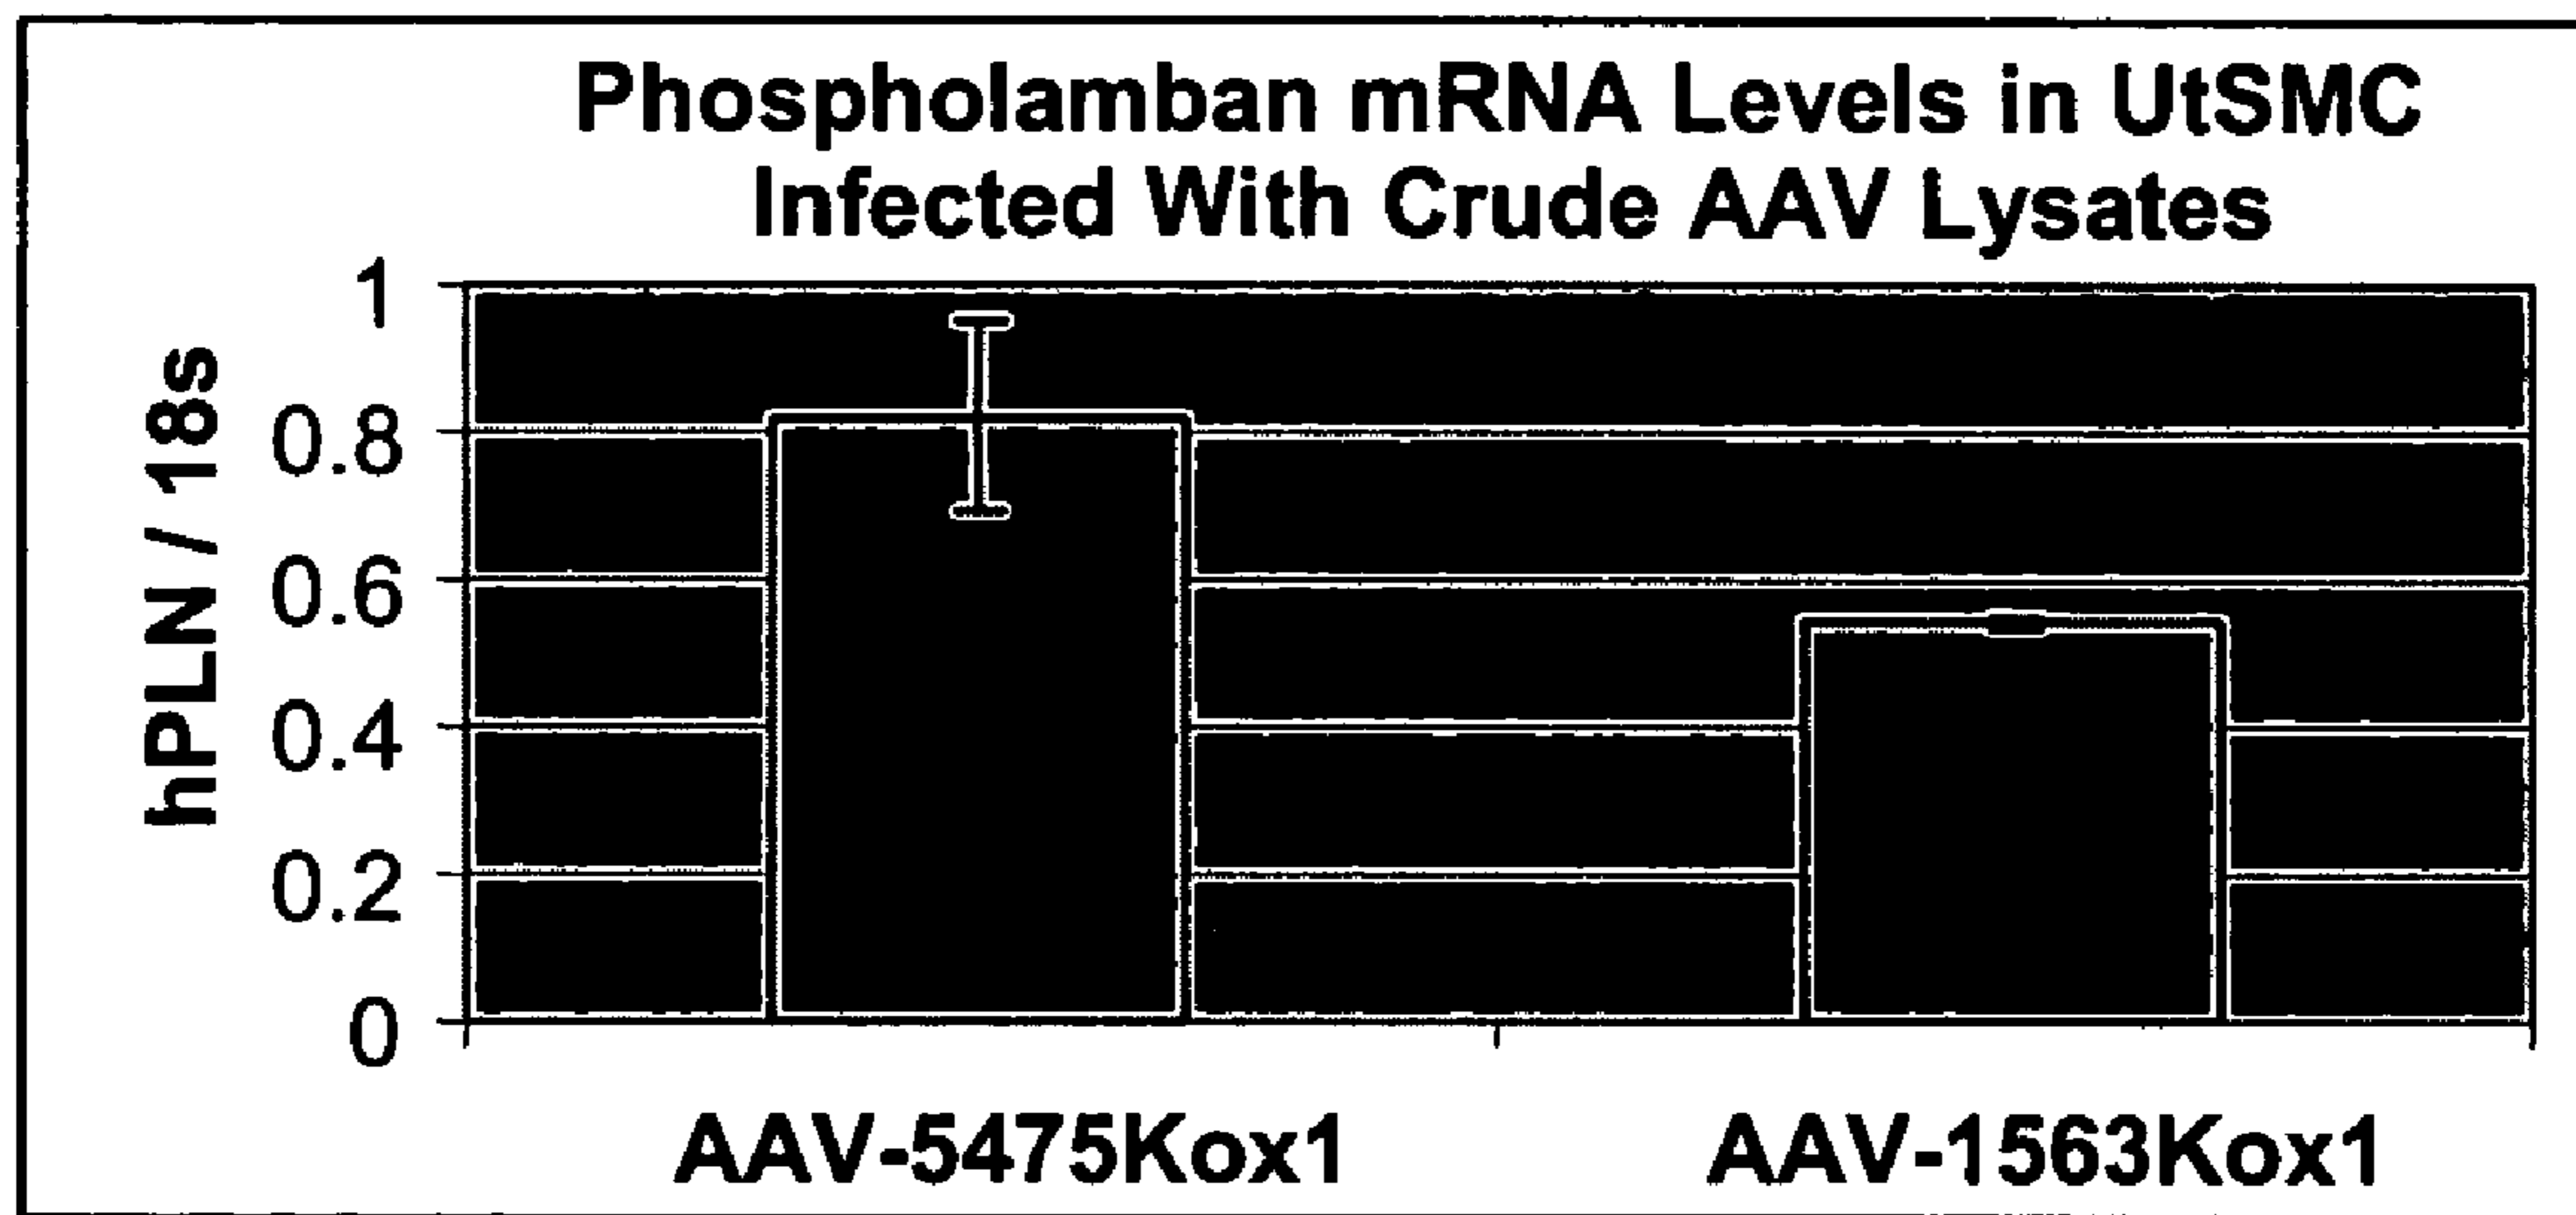 Phospholamban mRNA Levels in UtSMC
Infected With Crude AAV Lysates
hPLN / 18s
1
0.8
0.6
0.4
0.2
0
AAV-5475Kox1
AAV-1563Kox1